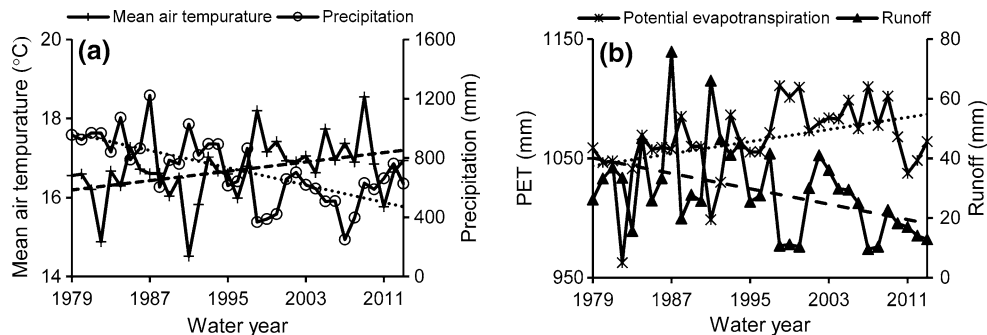 Mean air tempurature
Precipitation
(a)
20
18
16
14
Mean air tempurature (°C)
1600
1200
800
400
0
Precipitation (mm)
1979 1987 1995 2003 2011
Water year
Potential evapotranspiration
Runoff
(b)
1150
1050
950
PET (mm)
80
60
40
20
0
Runoff (mm)
1979 1987 1995 2003 2011
Water year